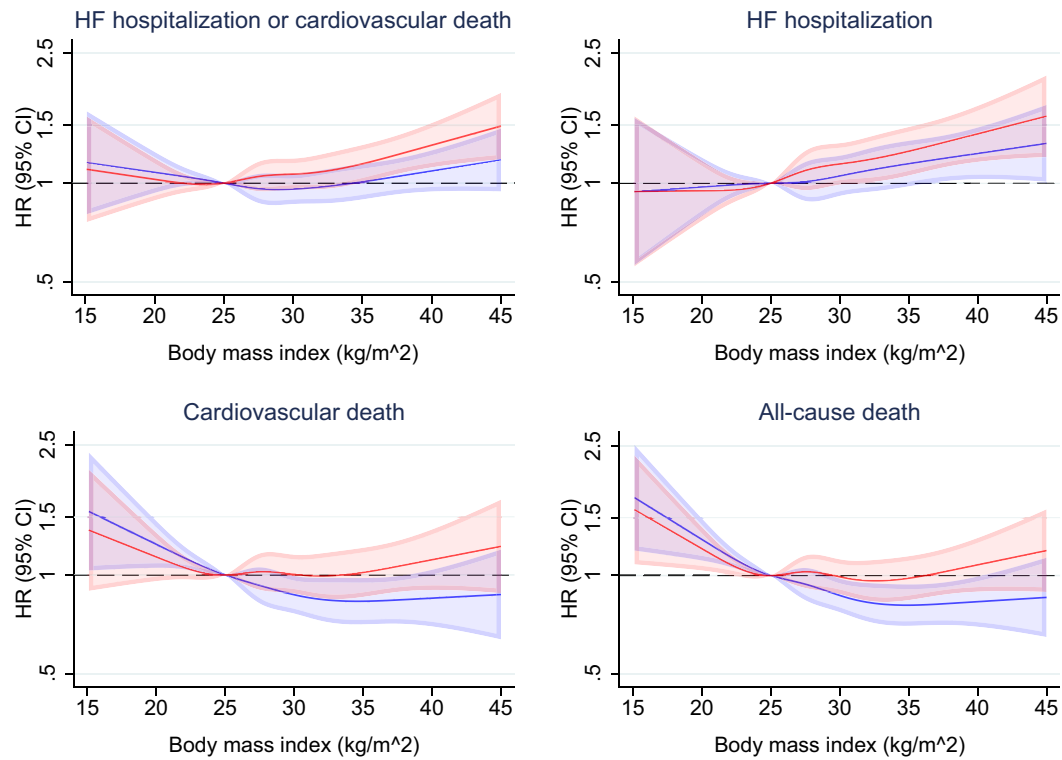 HF hospitalization or cardiovascular death
HR (95% CI)
2.5
1.5
1
.5
15 20 25 30 35 40 45
Body mass index (kg/m^2)
HF hospitalization
HR (95% CI)
2.5
1.5
1
.5
15 20 25 30 35 40 45
Body mass index (kg/m^2)
Cardiovascular death
HR (95% CI)
2.5
1.5
1
.5
15 20 25 30 35 40 45
Body mass index (kg/m^2)
All-cause death
HR (95% CI)
2.5
1.5
1
.5
15 20 25 30 35 40 45
Body mass index (kg/m^2)